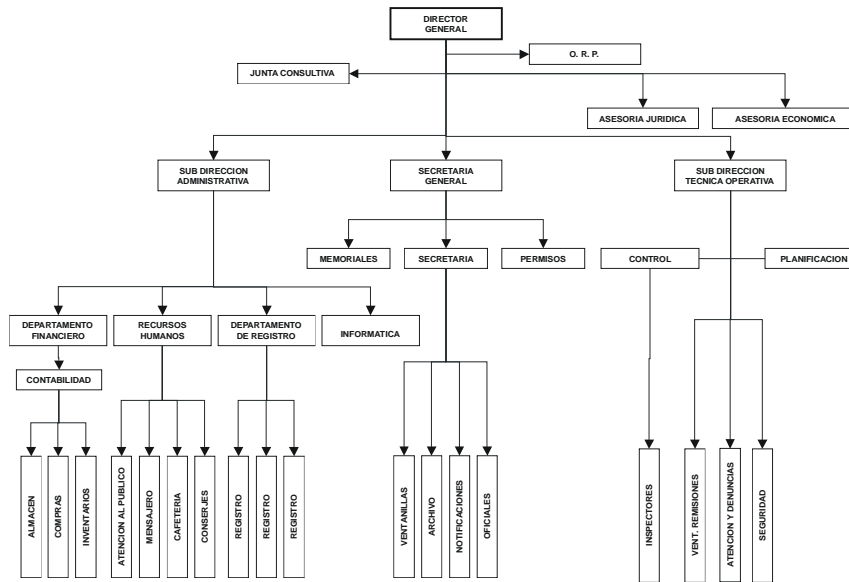 DIRECTOR
GENERAL
O. R. P.
JUNTA CONSULTIVA
ASESORIA JURIDICA
ASESORIA ECONOMICA
SUB DIRECCION
ADMINISTRATIVA
SECRETARIA
GENERAL
SUB DIRECCION
TECNICA OPERATIVA
MEMORIALES
SECRETARIA
PERMISOS
CONTROL
PLANIFICACION
DEPARTAMENTO
FINANCIERO
RECURSOS
HUMANOS
DEPARTAMENTO
DE REGISTRO
INFORMATICA
CONTABILIDAD
ALMACEN
COMPRAS
INVENTARIOS
ATENCION AL PUBLICO
MENSAJERO
CAFETERIA
CONSERJES
REGISTRO
REGISTRO
REGISTRO
VENTANILLAS
ARCHIVO
NOTIFICACIONES
OFICIALES
INSPECTORES
VENT. REMISIONES
ATENCION Y DENUNCIAS
SEGURIDAD